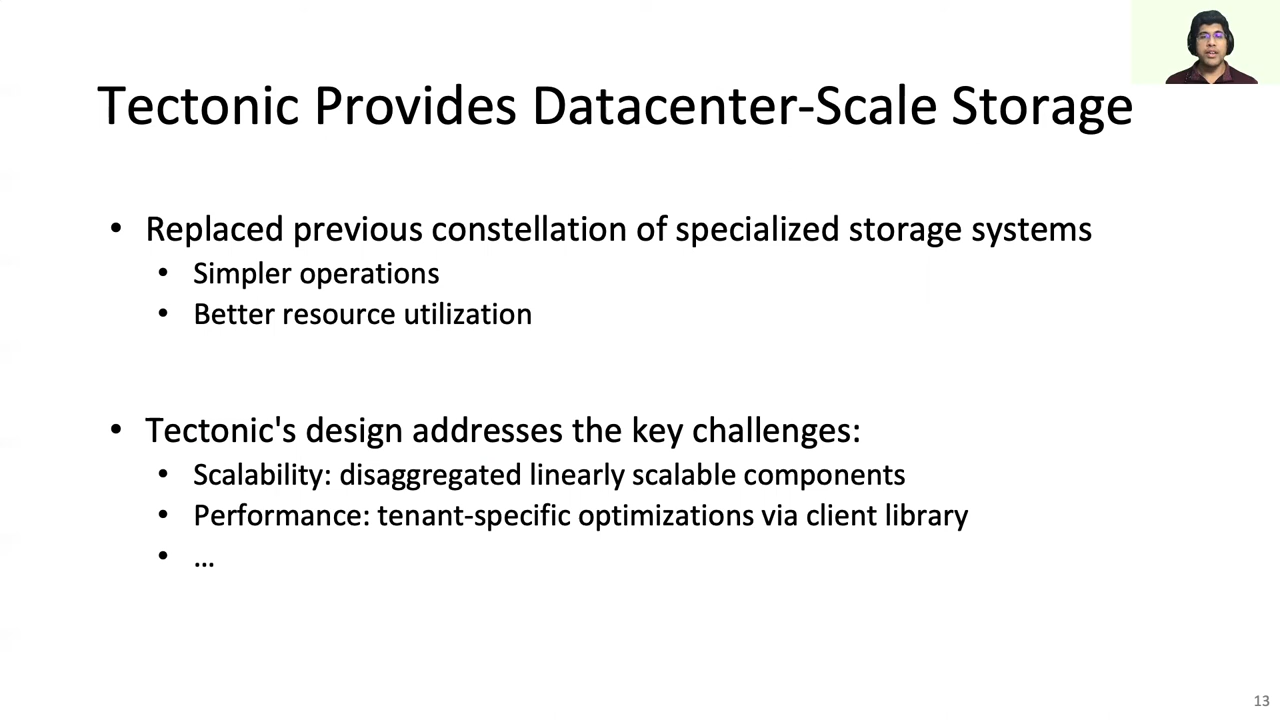 Tectonic Provides Datacenter-Scale Storage
• Replaced previous constellation of specialized storage systems
• Simpler operations
• Better resource utilization
• Tectonic's design addresses the key challenges:
• Scalability: disaggregated linearly scalable components
• Performance: tenant-specific optimizations via client library
• …
13